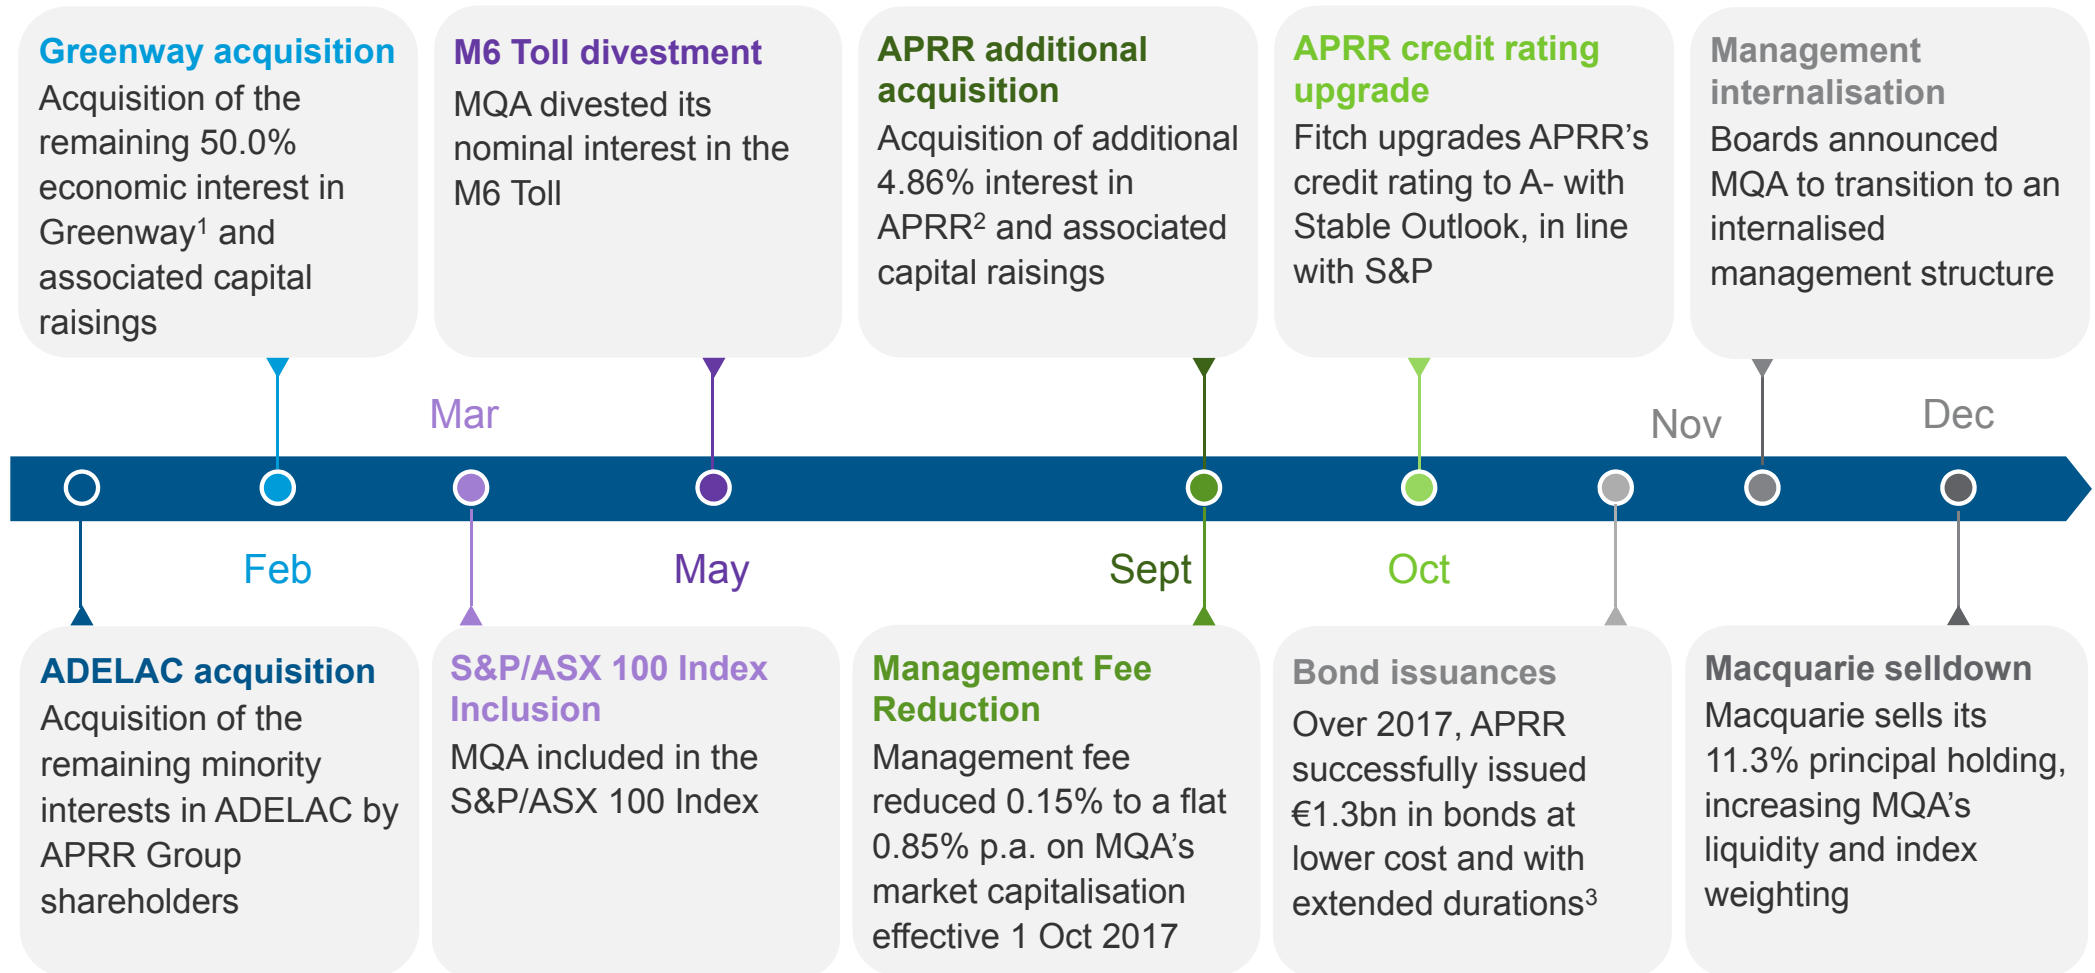 Greenway acquisition
Acquisition of the
remaining 50.0%
economic interest in
Greenway¹ and
associated capital
raisings
M6 Toll divestment
MQA divested its
nominal interest in the
M6 Toll
APRR additional
acquisition
Acquisition of additional
4.86% interest in
APRR² and associated
capital raisings
APRR credit rating
upgrade
Fitch upgrades APRR’s
credit rating to A- with
Stable Outlook, in line
with S&P
Management
internalisation
Boards announced
MQA to transition to an
internalised
management structure
Mar
Nov
Dec
Feb
May
Sept
Oct
ADELAC acquisition
Acquisition of the
remaining minority
interests in ADELAC by
APRR Group
shareholders
S&P/ASX 100 Index
Inclusion
MQA included in the
S&P/ASX 100 Index
Management Fee
Reduction
Management fee
reduced 0.15% to a flat
0.85% p.a. on MQA’s
market capitalisation
effective 1 Oct 2017
Bond issuances
Over 2017, APRR
successfully issued
€1.3bn in bonds at
lower cost and with
extended durations³
Macquarie selldown
Macquarie sells its
11.3% principal holding,
increasing MQA’s
liquidity and index
weighting